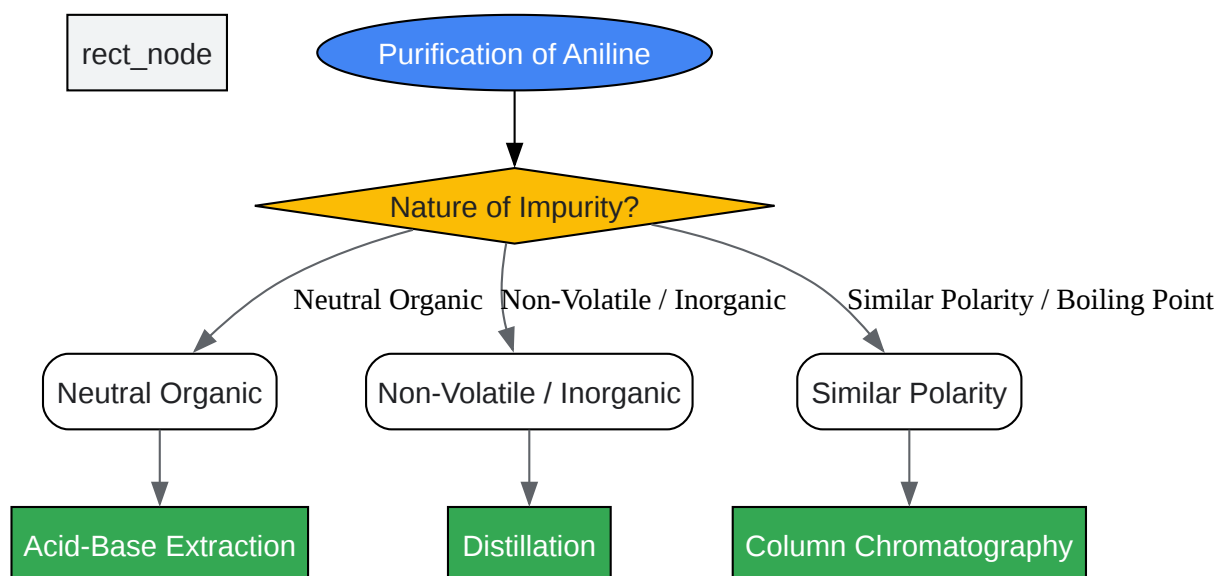 rect_node
Purification of Aniline
Nature of Impurity?
Neutral Organic
Non-Volatile / Inorganic
Similar Polarity / Boiling Point
Neutral Organic
Non-Volatile / Inorganic
Similar Polarity
Acid-Base Extraction
Distillation
Column Chromatography